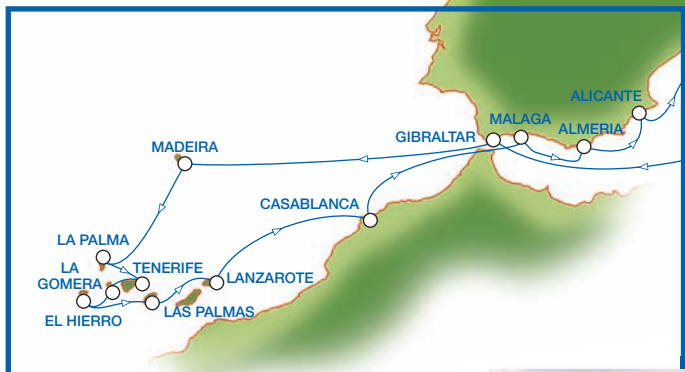 ALICANTE
MALAGA
GIBRALTAR
ALMERIA
MADEIRA
CASABLANCA
LA PALMA
LA
GOMERA
TENERIFE
LANZAROTE
EL HIERRO
LAS PALMAS